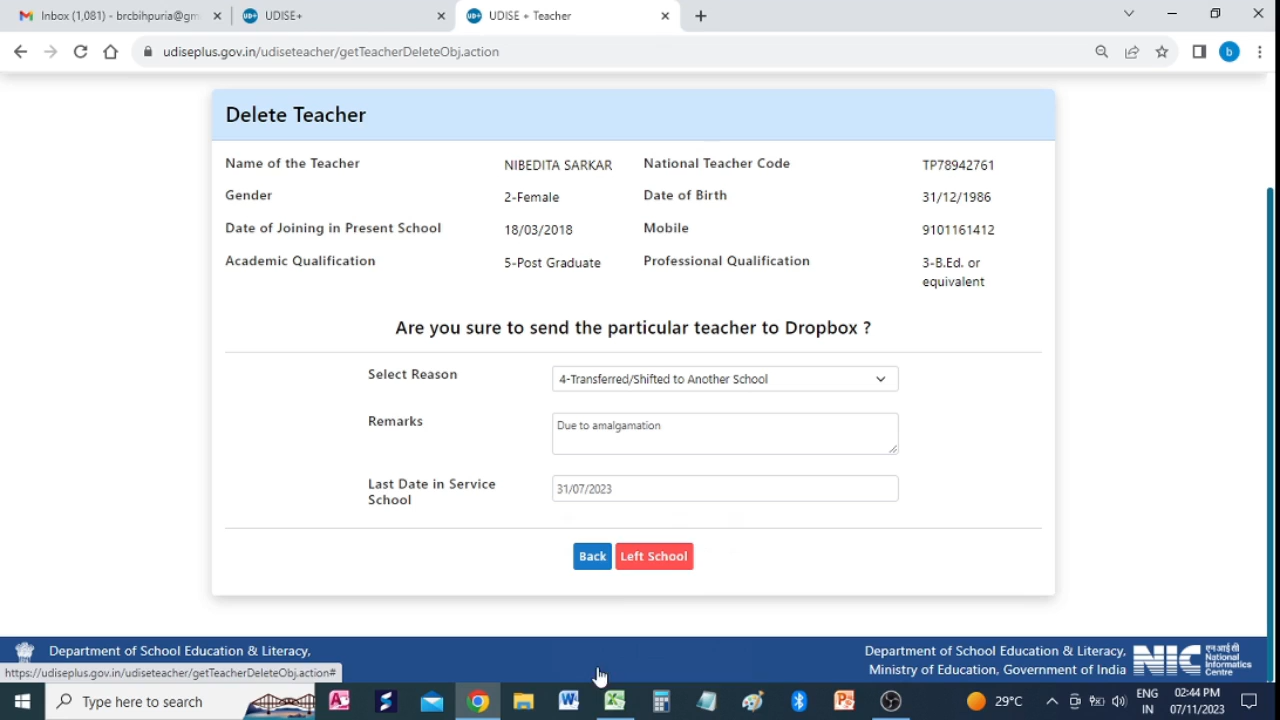 Inbox (1,081) - brcbihpuria@gm
UDISE+
UDISE + Teacher
udiseplus.gov.in/udiseteacher/getTeacherDeleteObj.action
b
Delete Teacher
Name of the Teacher NIBEDITA SARKAR National Teacher Code TP78942761
Gender 2-Female Date of Birth 31/12/1986
Date of Joining in Present School 18/03/2018 Mobile 9101161412
Academic Qualification 5-Post Graduate Professional Qualification 3-B.Ed. or
equivalent
Are you sure to send the particular teacher to Dropbox ?
Select Reason 4-Transferred/Shifted to Another School
Remarks Due to amalgamation
Last Date in Service
School
31/07/2023
Back Left School
Department of School Education & Literacy,
Department of School Education & Literacy,
Ministry of Education, Government of India
NIC एन आई सी
National
Informatics
Centre
https://udiseplus.gov.in/udiseteacher/getTeacherDeleteObj.action#
Type here to search
29°C
ENG
IN
02:44 PM
07/11/2023